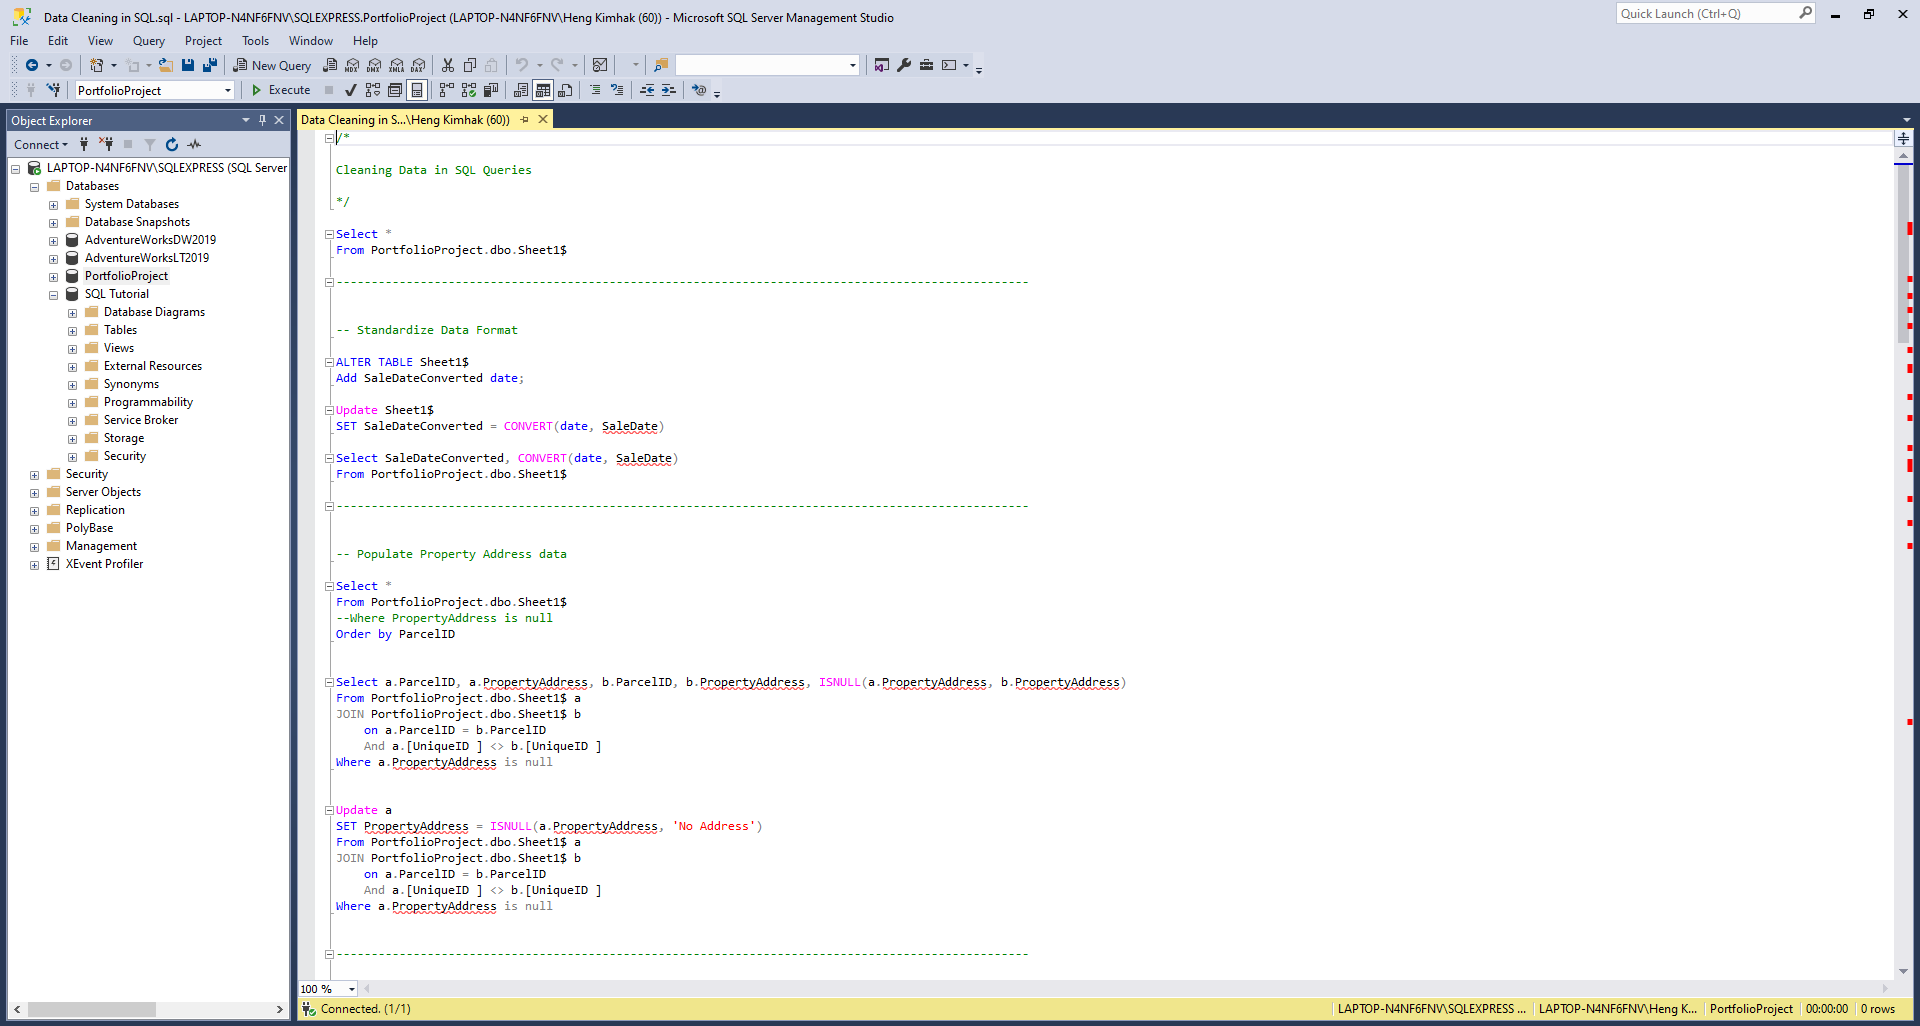 Data Cleaning in SQL.sql - LAPTOP-N4NF6FNV\SQLEXPRESS.PortfolioProject (LAPTOP-N4NF6FNV\Heng Kimhak (60)) - Microsoft SQL Server Management Studio
Quick Launch (Ctrl+Q)
File Edit View Query Project Tools Window Help
New Query MDX DMX XMLA DAX
PortfolioProject Execute
Object Explorer
Connect
LAPTOP-N4NF6FNV\SQLEXPRESS (SQL Server
Databases
System Databases
Database Snapshots
AdventureWorksDW2019
AdventureWorksLT2019
PortfolioProject
SQL Tutorial
Database Diagrams
Tables
Views
External Resources
Synonyms
Programmability
Service Broker
Storage
Security
Security
Server Objects
Replication
PolyBase
Management
XEvent Profiler
Data Cleaning in S...\Heng Kimhak (60))
/*
Cleaning Data in SQL Queries
*/
Select *
From PortfolioProject.dbo.Sheet1$
---------------------------------------------------------------------------------------------------
-- Standardize Data Format
ALTER TABLE Sheet1$
Add SaleDateConverted date;
Update Sheet1$
SET SaleDateConverted = CONVERT(date, SaleDate)
Select SaleDateConverted, CONVERT(date, SaleDate)
From PortfolioProject.dbo.Sheet1$
---------------------------------------------------------------------------------------------------
-- Populate Property Address data
Select *
From PortfolioProject.dbo.Sheet1$
--Where PropertyAddress is null
Order by ParcelID
Select a.ParcelID, a.PropertyAddress, b.ParcelID, b.PropertyAddress, ISNULL(a.PropertyAddress, b.PropertyAddress)
From PortfolioProject.dbo.Sheet1$ a
JOIN PortfolioProject.dbo.Sheet1$ b
on a.ParcelID = b.ParcelID
And a.[UniqueID ] <> b.[UniqueID ]
Where a.PropertyAddress is null
Update a
SET PropertyAddress = ISNULL(a.PropertyAddress, 'No Address')
From PortfolioProject.dbo.Sheet1$ a
JOIN PortfolioProject.dbo.Sheet1$ b
on a.ParcelID = b.ParcelID
And a.[UniqueID ] <> b.[UniqueID ]
Where a.PropertyAddress is null
---------------------------------------------------------------------------------------------------
100 %
Connected. (1/1) LAPTOP-N4NF6FNV\SQLEXPRESS ... LAPTOP-N4NF6FNV\Heng K... PortfolioProject 00:00:00 0 rows